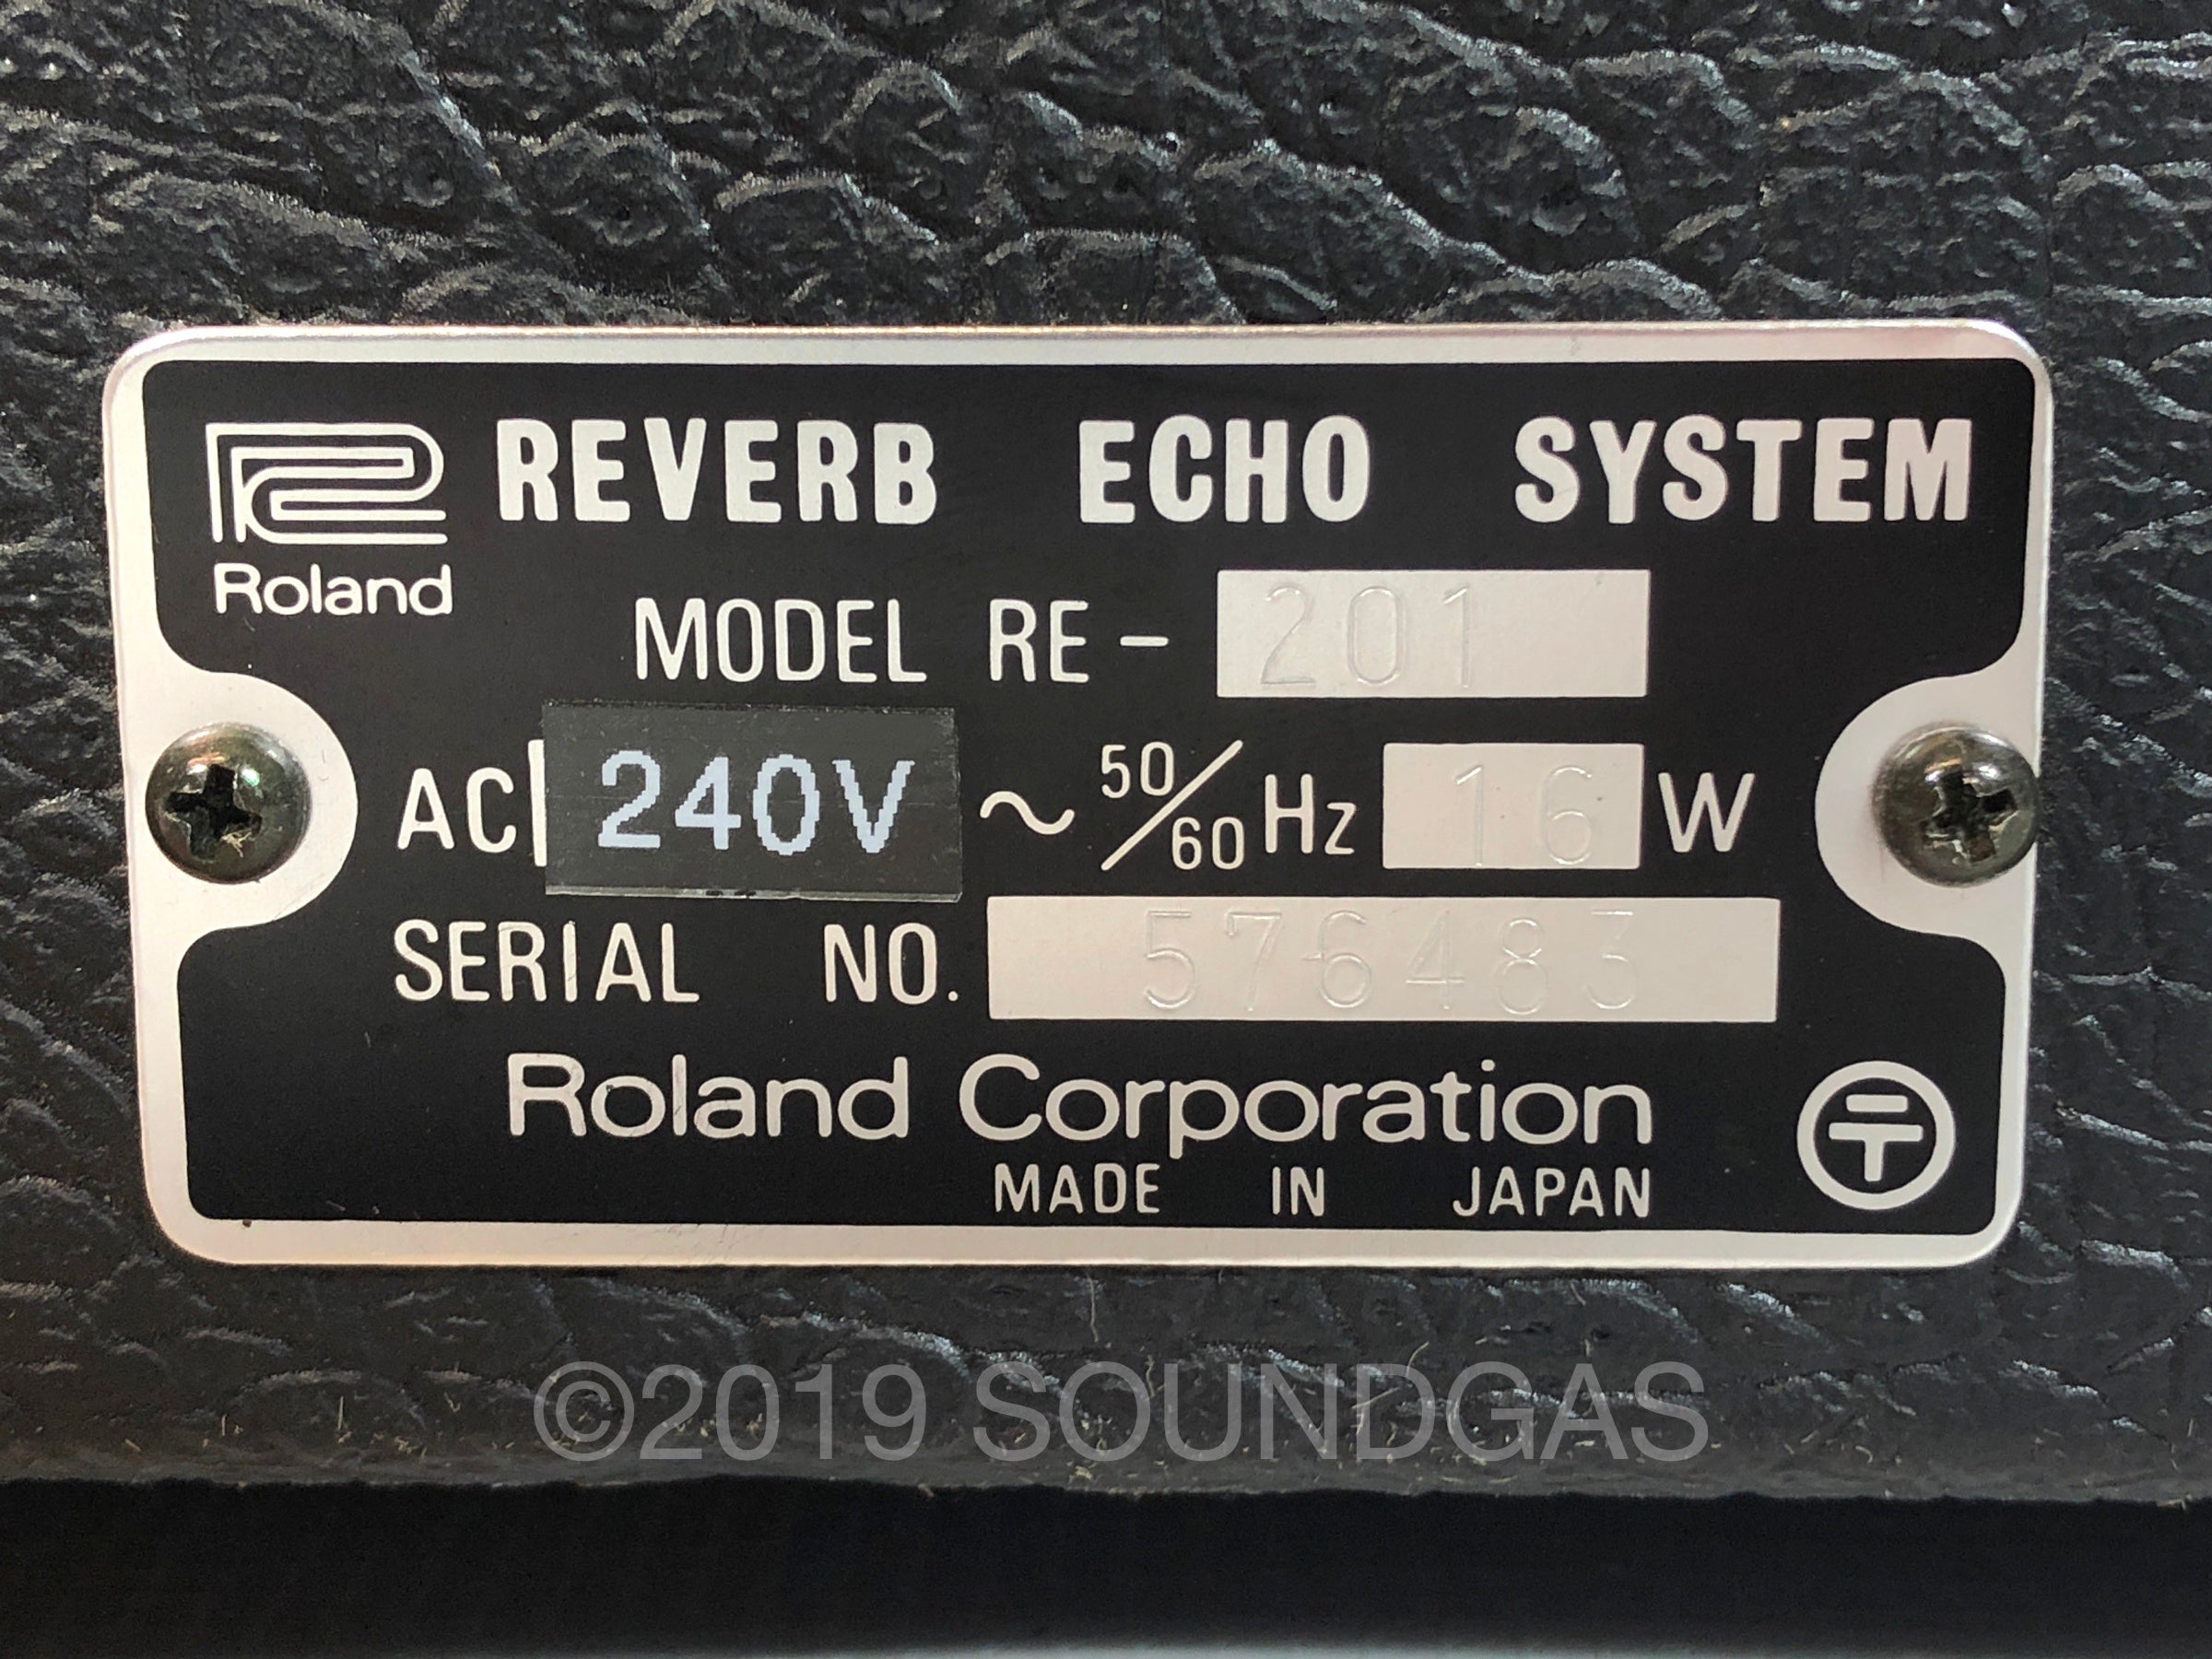 REVERB ECHO SYSTEM
Roland
MODEL RE-201
AC 240V ~ 50/60 Hz 16 W
SERIAL NO. 576483
Roland Corporation
MADE IN JAPAN
©2019 SOUNDGAS